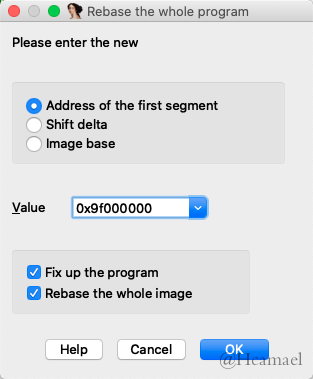 Rebase the whole program
Please enter the new
Address of the first segment
Shift delta
Image base
Value 0x9f000000
Fix up the program
Rebase the whole image
Help Cancel OK
@Hcamael